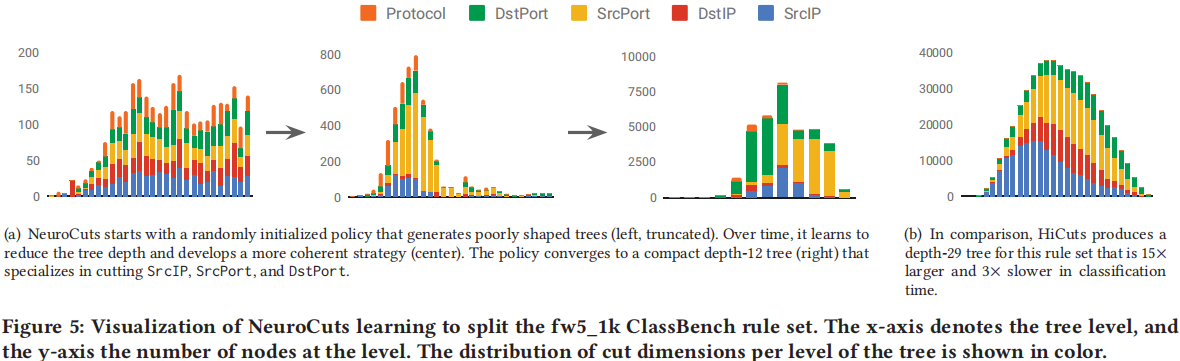 Protocol DstPort SrcPort DstIP SrcIP
200
150
100
50
0
800
600
400
200
0
10000
7500
5000
2500
0
40000
30000
20000
10000
0
(a) NeuroCuts starts with a randomly initialized policy that generates poorly shaped trees (left, truncated). Over time, it learns to
reduce the tree depth and develops a more coherent strategy (center). The policy converges to a compact depth-12 tree (right) that
specializes in cutting SrcIP, SrcPort, and DstPort.
(b) In comparison, HiCuts produces a
depth-29 tree for this rule set that is 15×
larger and 3× slower in classification
time.
Figure 5: Visualization of NeuroCuts learning to split the fw5_1k ClassBench rule set. The x-axis denotes the tree level, and
the y-axis the number of nodes at the level. The distribution of cut dimensions per level of the tree is shown in color.